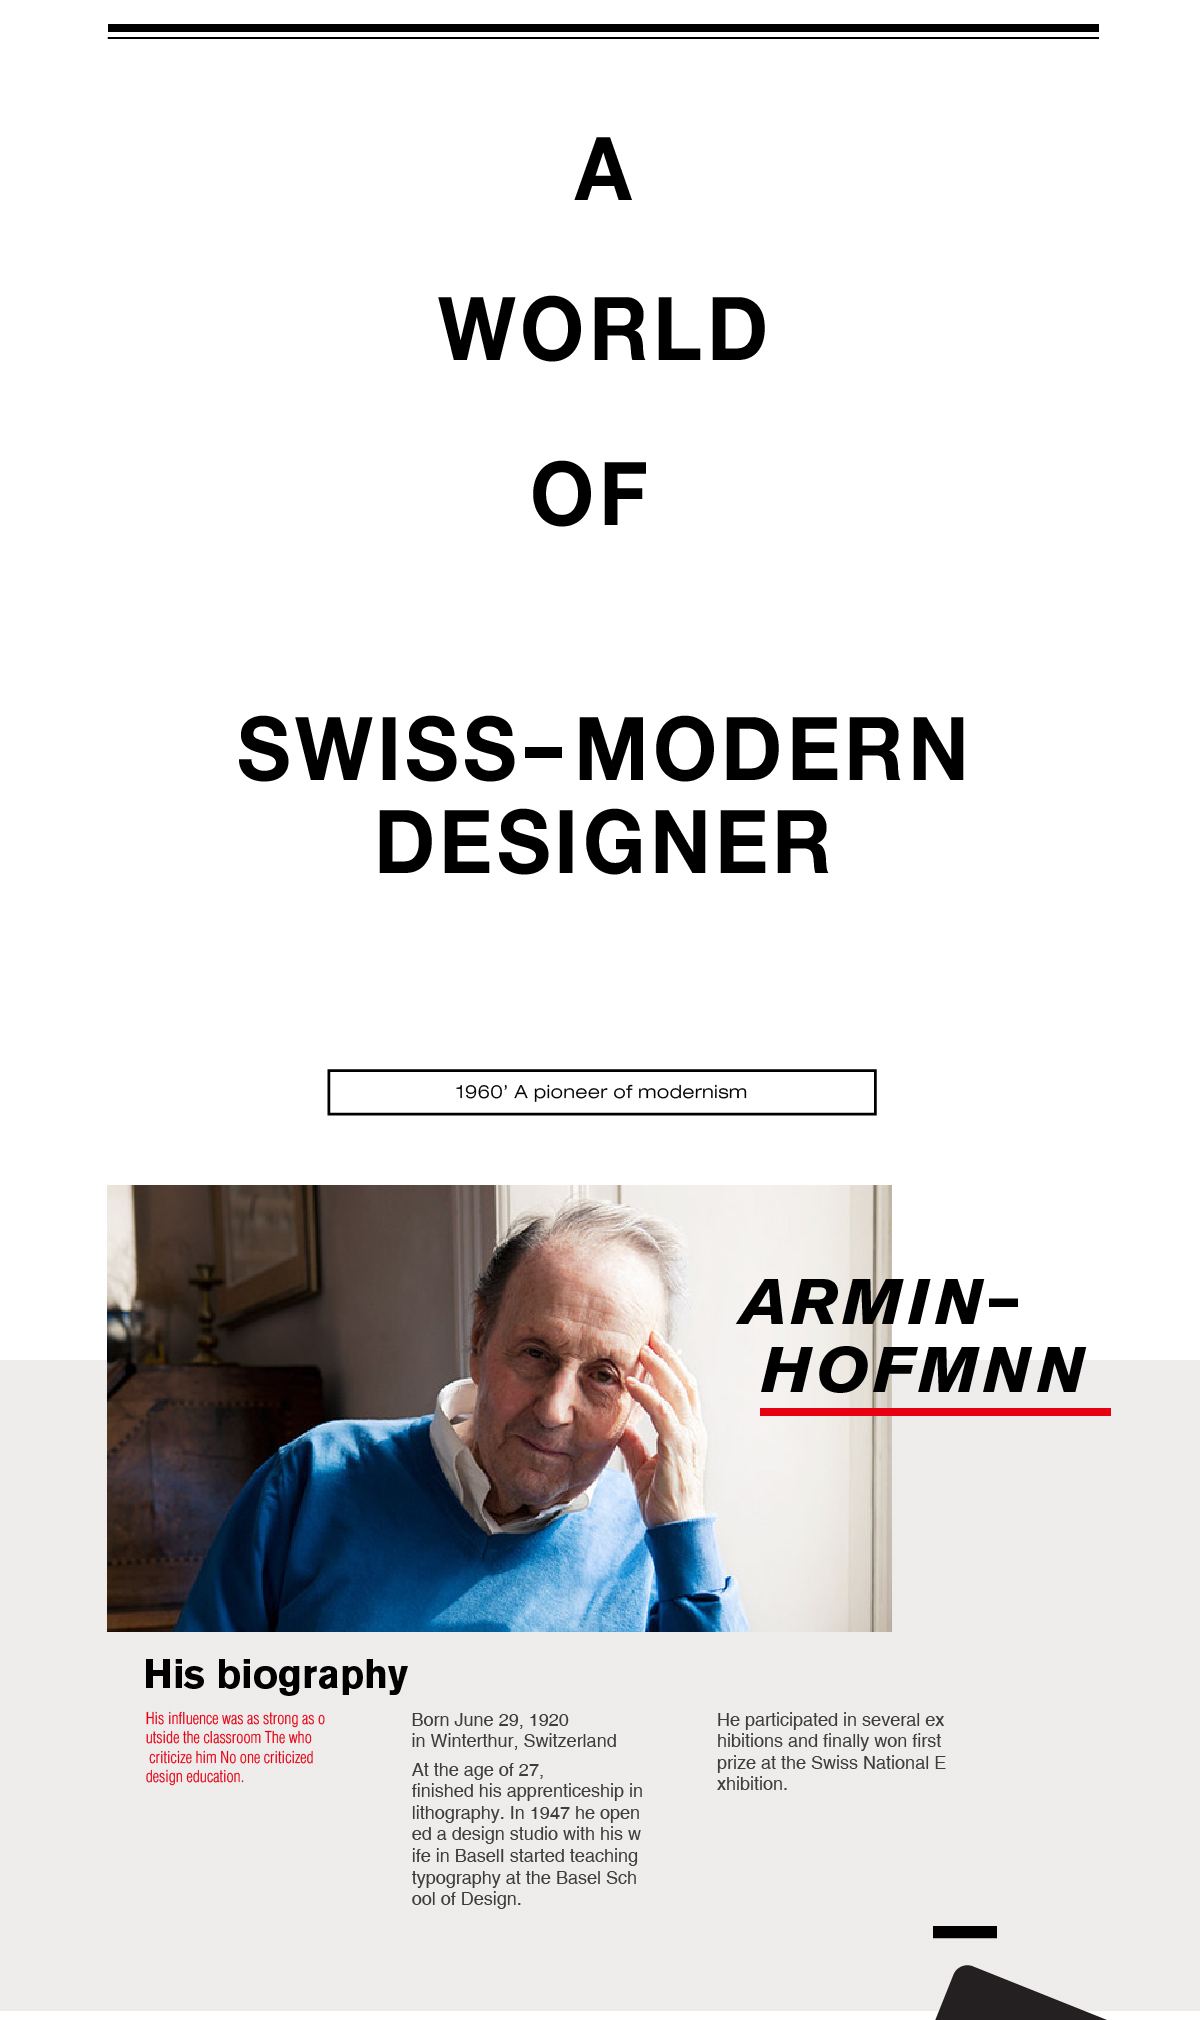 A
WORLD
OF
SWISS–MODERN
DESIGNER
1960’ A pioneer of modernism
ARMIN–
HOFMNN
His biography
His influence was as strong as o
utside the classroom The who
criticize him No one criticized
design education.
Born June 29, 1920
in Winterthur, Switzerland
At the age of 27,
finished his apprenticeship in
lithography. In 1947 he open
ed a design studio with his w
ife in BaselI started teaching
typography at the Basel Sch
ool of Design.
He participated in several ex
hibitions and finally won first
prize at the Swiss National E
xhibition.